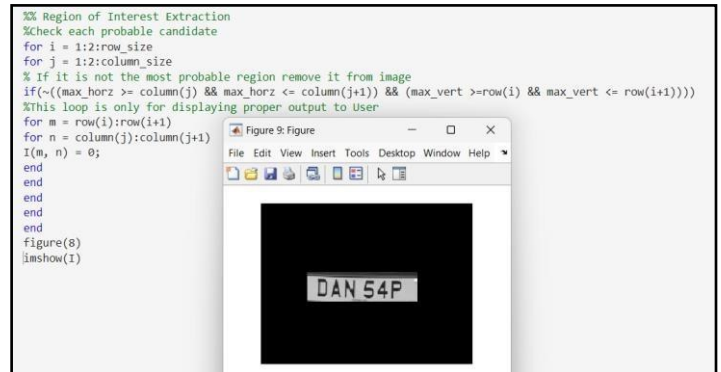 %% Region of Interest Extraction
%Check each probable candidate
for i = 1:2:row_size
for j = 1:2:column_size
% If it is not the most probable region remove it from image
if(~((max_horz >= column(j) && max_horz <= column(j+1)) && (max_vert >=row(i) && max_vert <= row(i+1))))
%This loop is only for displaying proper output to User
for m = row(i):row(i+1)
for n = column(j):column(j+1)
I(m, n) = 0;
end
end
end
end
end
figure(8)
imshow(I)
Figure 9: Figure
File Edit View Insert Tools Desktop Window Help
DAN 54P